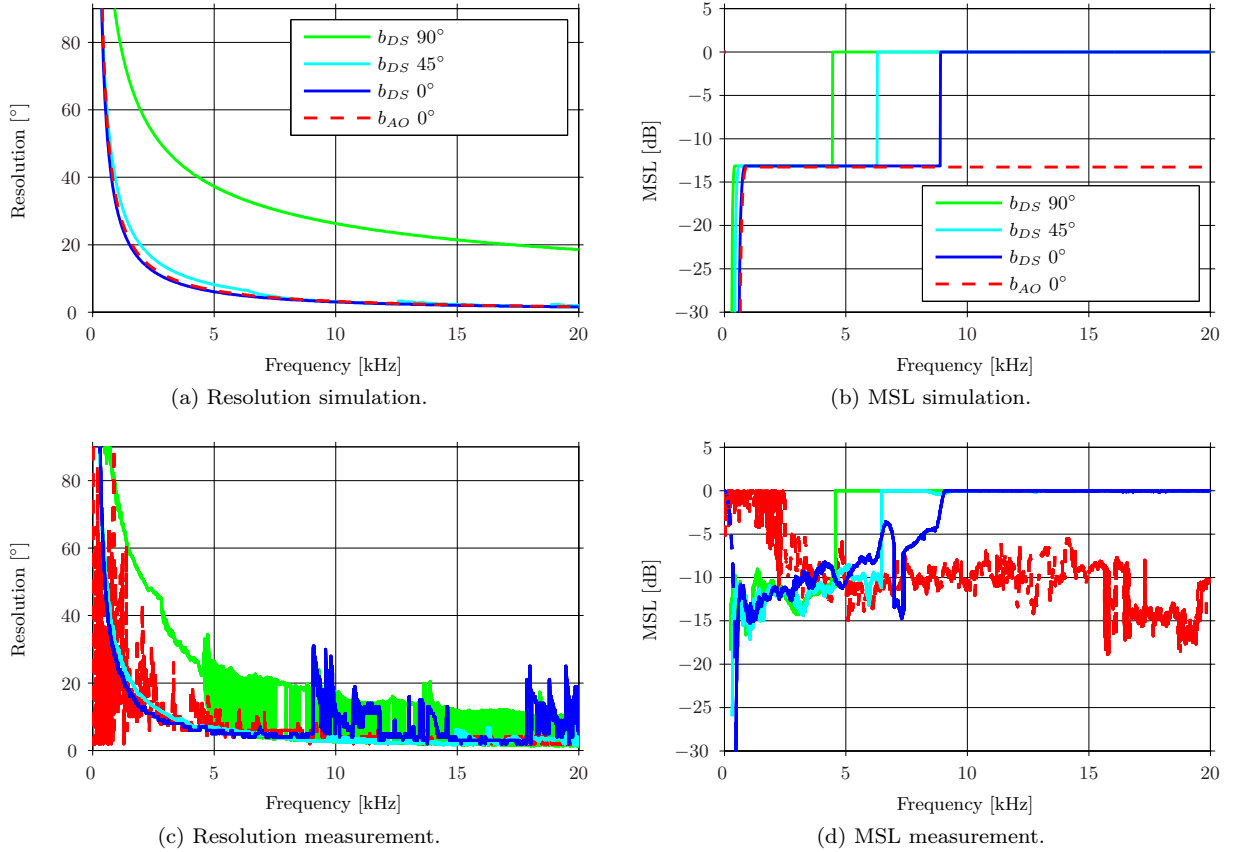 80
60
40
20
0
Resolution [°]
0
5
10
15
20
Frequency [kHz]
b_DS 90°
b_DS 45°
b_DS 0°
b_AO 0°
(a) Resolution simulation.
5
0
−5
−10
−15
−20
−25
−30
MSL [dB]
0
5
10
15
20
Frequency [kHz]
b_DS 90°
b_DS 45°
b_DS 0°
b_AO 0°
(b) MSL simulation.
80
60
40
20
0
Resolution [°]
0
5
10
15
20
Frequency [kHz]
(c) Resolution measurement.
5
0
−5
−10
−15
−20
−25
−30
MSL [dB]
0
5
10
15
20
Frequency [kHz]
(d) MSL measurement.